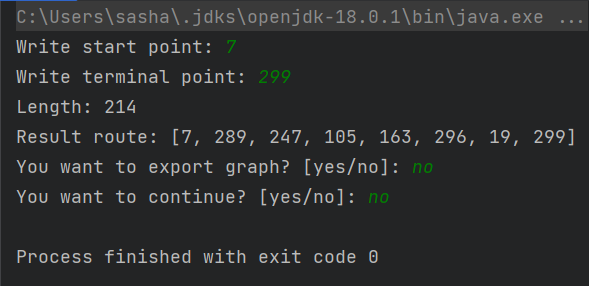 C:\Users\sasha\.jdks\openjdk-18.0.1\bin\java.exe ...
Write start point: 7
Write terminal point: 299
Length: 214
Result route: [7, 289, 247, 105, 163, 296, 19, 299]
You want to export graph? [yes/no]: no
You want to continue? [yes/no]: no
Process finished with exit code 0